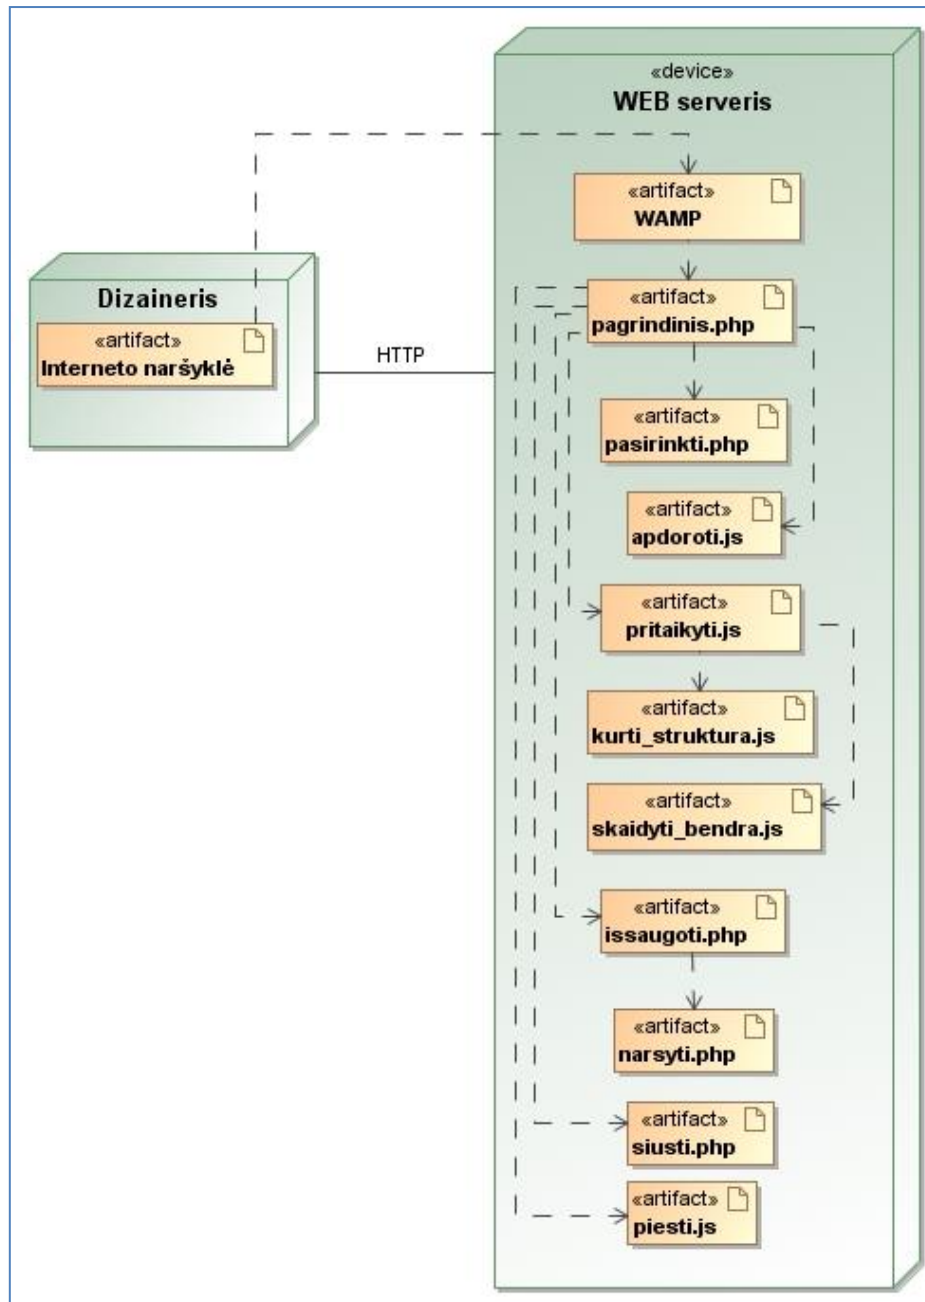 «device»
WEB serveris
«artifact»
WAMP
Dizaineris
«artifact»
Interneto naršyklė
HTTP
«artifact»
pagrindinis.php
«artifact»
pasirinkti.php
«artifact»
apdoroti.js
«artifact»
pritaikyti.js
«artifact»
kurti_struktura.js
«artifact»
skaidyti_bendra.js
«artifact»
issaugoti.php
«artifact»
narsyti.php
«artifact»
siusti.php
«artifact»
piesti.js